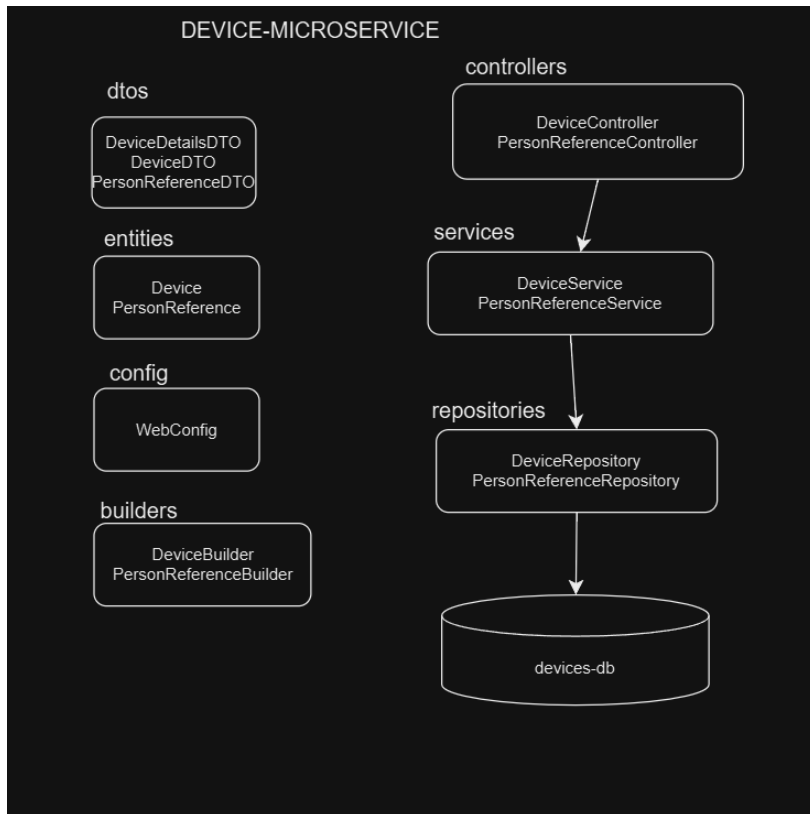 DEVICE-MICROSERVICE
dtos
DeviceDetailsDTO
DeviceDTO
PersonReferenceDTO
entities
Device
PersonReference
config
WebConfig
builders
DeviceBuilder
PersonReferenceBuilder
controllers
DeviceController
PersonReferenceController
services
DeviceService
PersonReferenceService
repositories
DeviceRepository
PersonReferenceRepository
devices-db